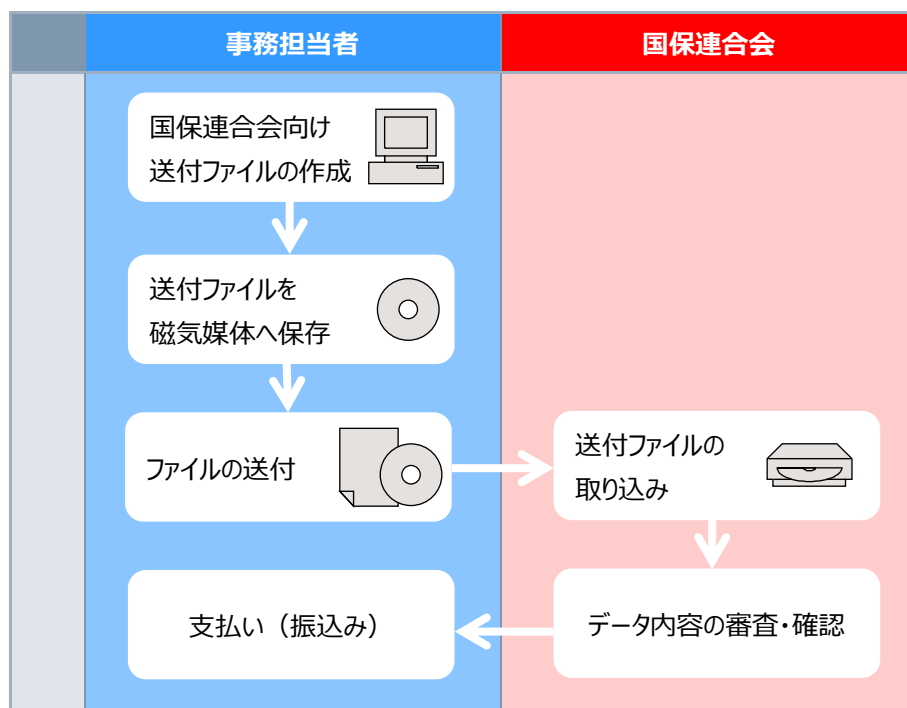 事務担当者
国保連合会
国保連合会向け
送付ファイルの作成
送付ファイルを
磁気媒体へ保存
ファイルの送付
送付ファイルの
取り込み
データ内容の審査・確認
支払い（振込み）